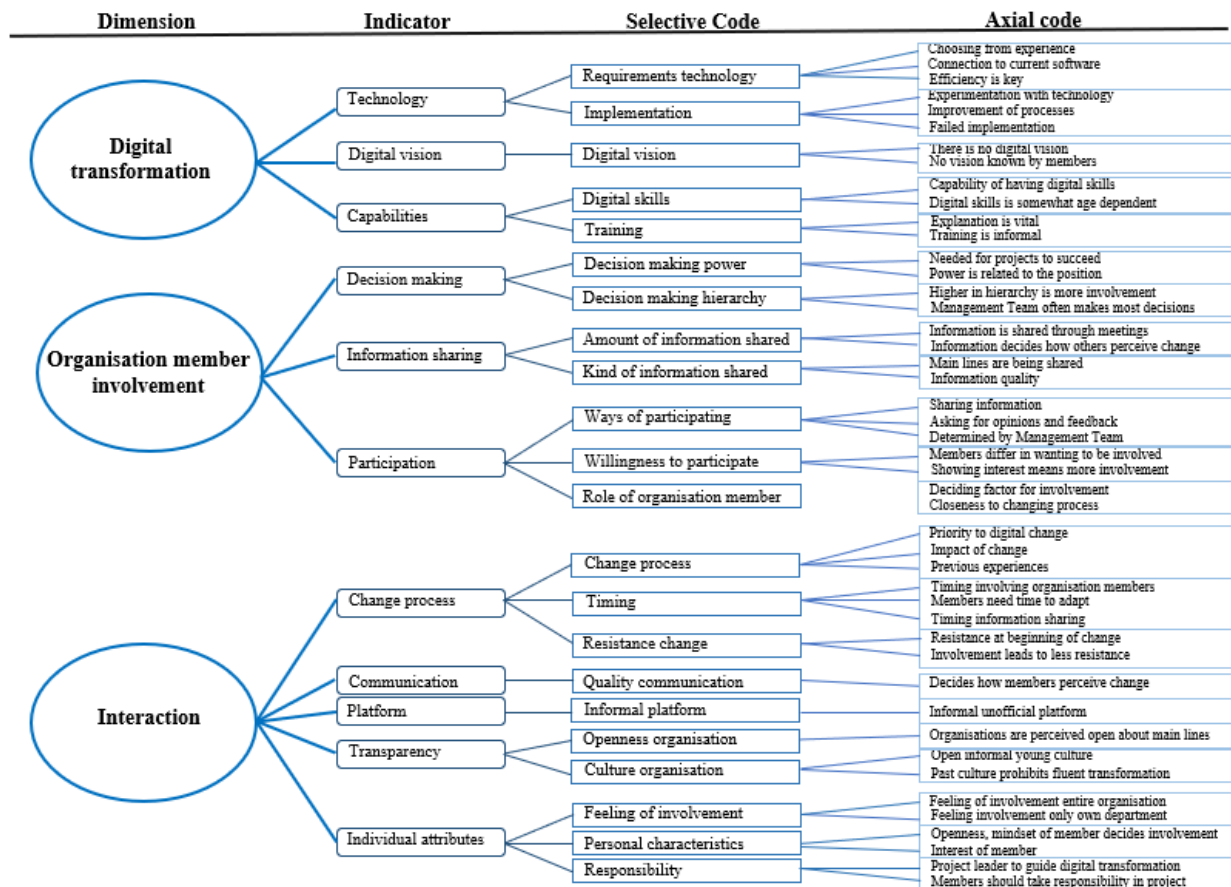 Dimension
Indicator
Selective Code
Axial code
Digital
transformation
Technology
Requirements technology
Choosing from experience
Connection to current software
Efficiency is key
Implementation
Experimentation with technology
Improvement of processes
Failed implementation
Digital vision
Digital vision
There is no digital vision
No vision known by members
Capabilities
Digital skills
Capability of having digital skills
Digital skills is somewhat age dependent
Training
Explanation is vital
Training is informal
Organisation member
involvement
Decision making
Decision making power
Needed for projects to succeed
Power is related to the position
Decision making hierarchy
Higher in hierarchy is more involvement
Management Team often makes most decisions
Information sharing
Amount of information shared
Information is shared through meetings
Information decides how others perceive change
Kind of information shared
Main lines are being shared
Information quality
Participation
Ways of participating
Sharing information
Asking for opinions and feedback
Determined by Management Team
Willingness to participate
Members differ in wanting to be involved
Showing interest means more involvement
Role of organisation member
Deciding factor for involvement
Closeness to changing process
Interaction
Change process
Change process
Priority to digital change
Impact of change
Previous experiences
Timing
Timing involving organisation members
Members need time to adapt
Timing information sharing
Resistance change
Resistance at beginning of change
Involvement leads to less resistance
Communication
Quality communication
Decides how members perceive change
Platform
Informal platform
Informal unofficial platform
Transparency
Openness organisation
Organisations are perceived open about main lines
Culture organisation
Open informal young culture
Past culture prohibits fluent transformation
Individual attributes
Feeling of involvement
Feeling of involvement entire organisation
Feeling involvement only own department
Personal characteristics
Openness, mindset of member decides involvement
Interest of member
Responsibility
Project leader to guide digital transformation
Members should take responsibility in project